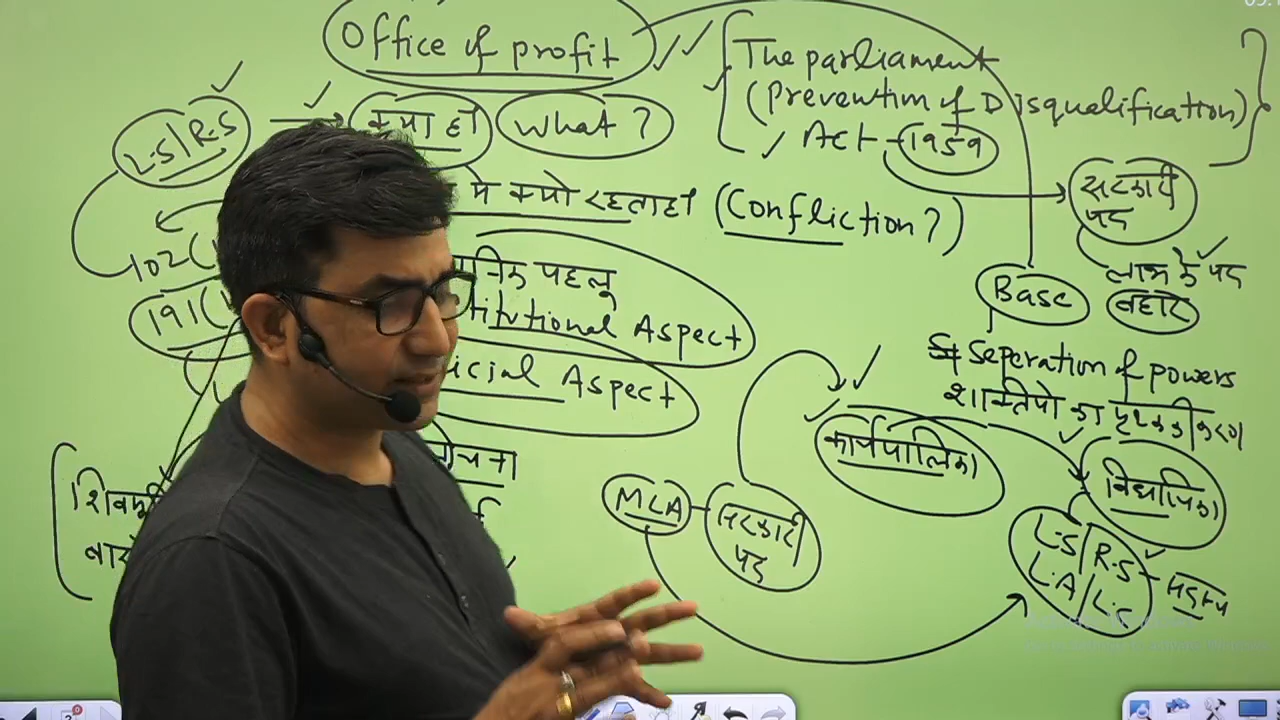 Office of profit
The parliament
(Prevention of Disqualification)
Act - 1959
L.S/R.S
क्या है
What?
सरकारी
पद
मे क्यो रहता है (Confliction?)
102(
लाभ के पद
बहार
191(
पहलू
titutional Aspect
Base
icial Aspect
Seperation of powers
शक्तियो का पृथक्कीकरण
कार्यपालिका
विधायिका
MLA - सरकारी
पद
L.S/R.S - सदस्य
L.A/L.C